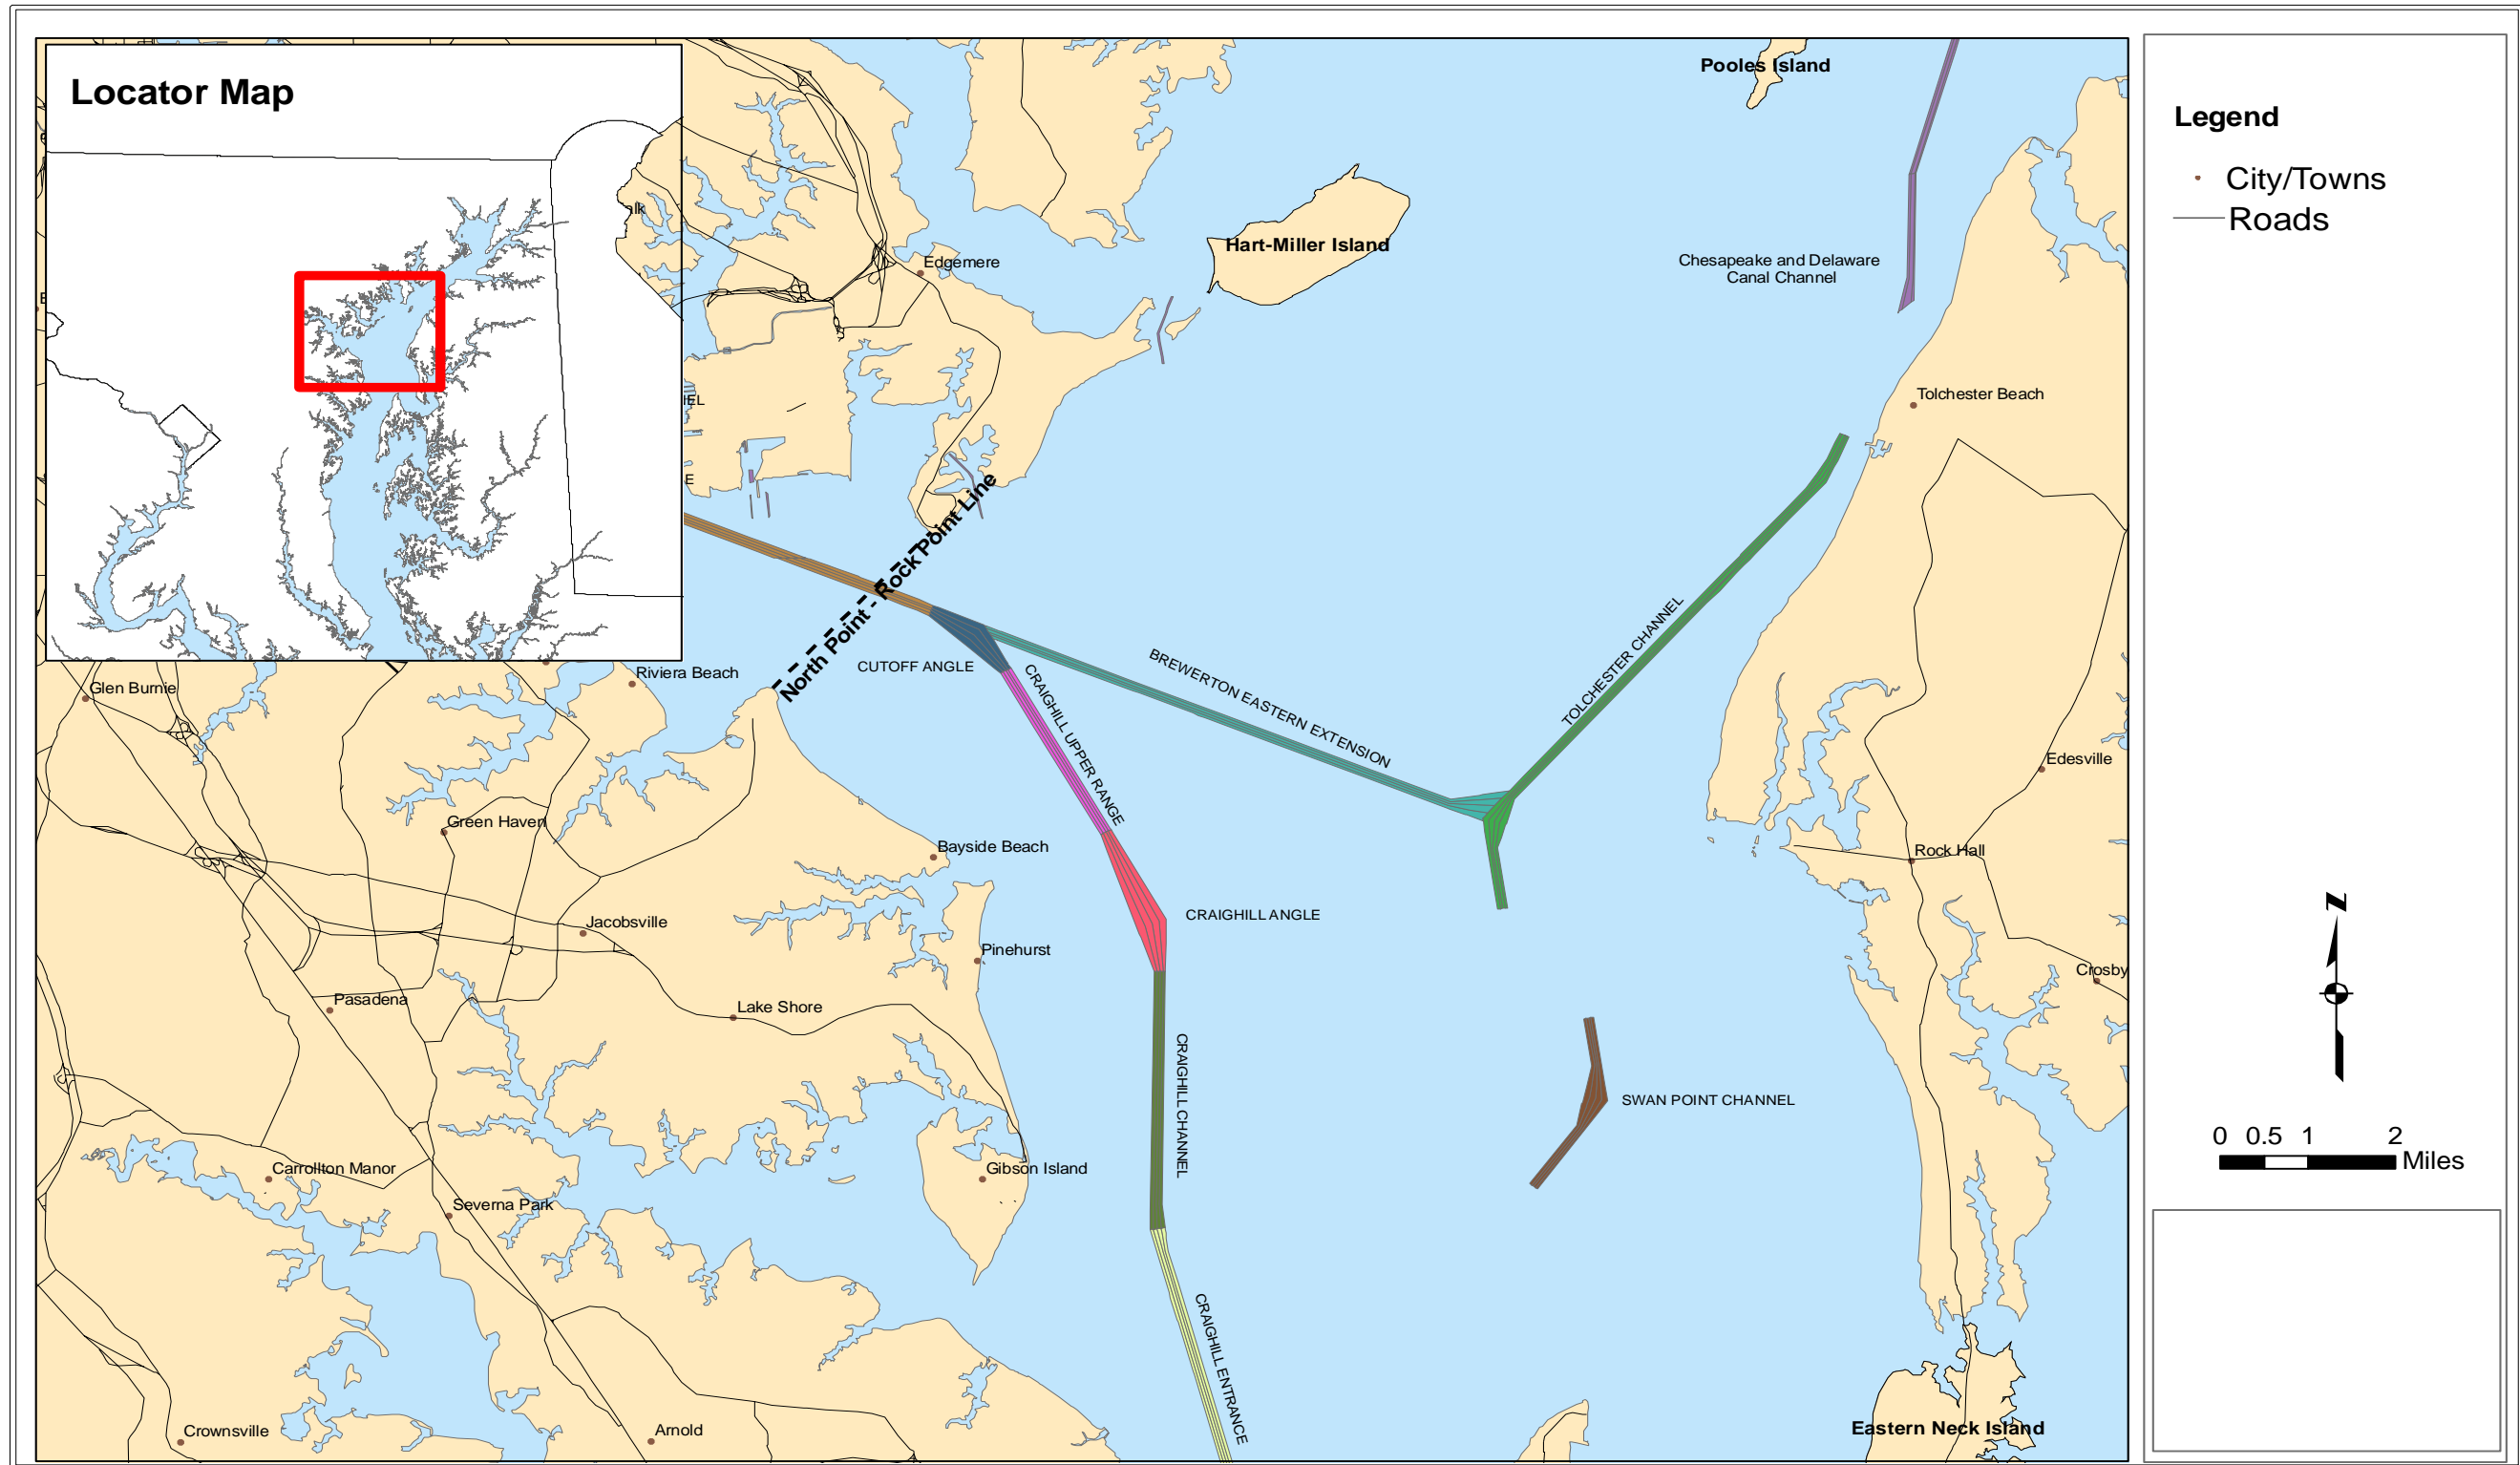 Locator Map
Pooles Island
Legend
City/Towns
Roads
alk
Hart-Miller Island
Edgemere
Chesapeake and Delaware
Canal Channel
Tolchester Beach
North Point - Rock Point Line
TOLCHESTER CHANNEL
BREWERTON EASTERN EXTENSION
CUTOFF ANGLE
CRAIGHILL UPPER RANGE
Riviera Beach
Glen Burnie
Edesville
Green Haven
Bayside Beach
Rock Hall
CRAIGHILL ANGLE
Jacobsville
Pinehurst
Crosby
Pasadena
Lake Shore
CRAIGHILL CHANNEL
SWAN POINT CHANNEL
N
0 0.5 1 2
Miles
Carrollton Manor
Gibson Island
Severna Park
CRAIGHILL ENTRANCE
Crownsville
Arnold
Eastern Neck Island